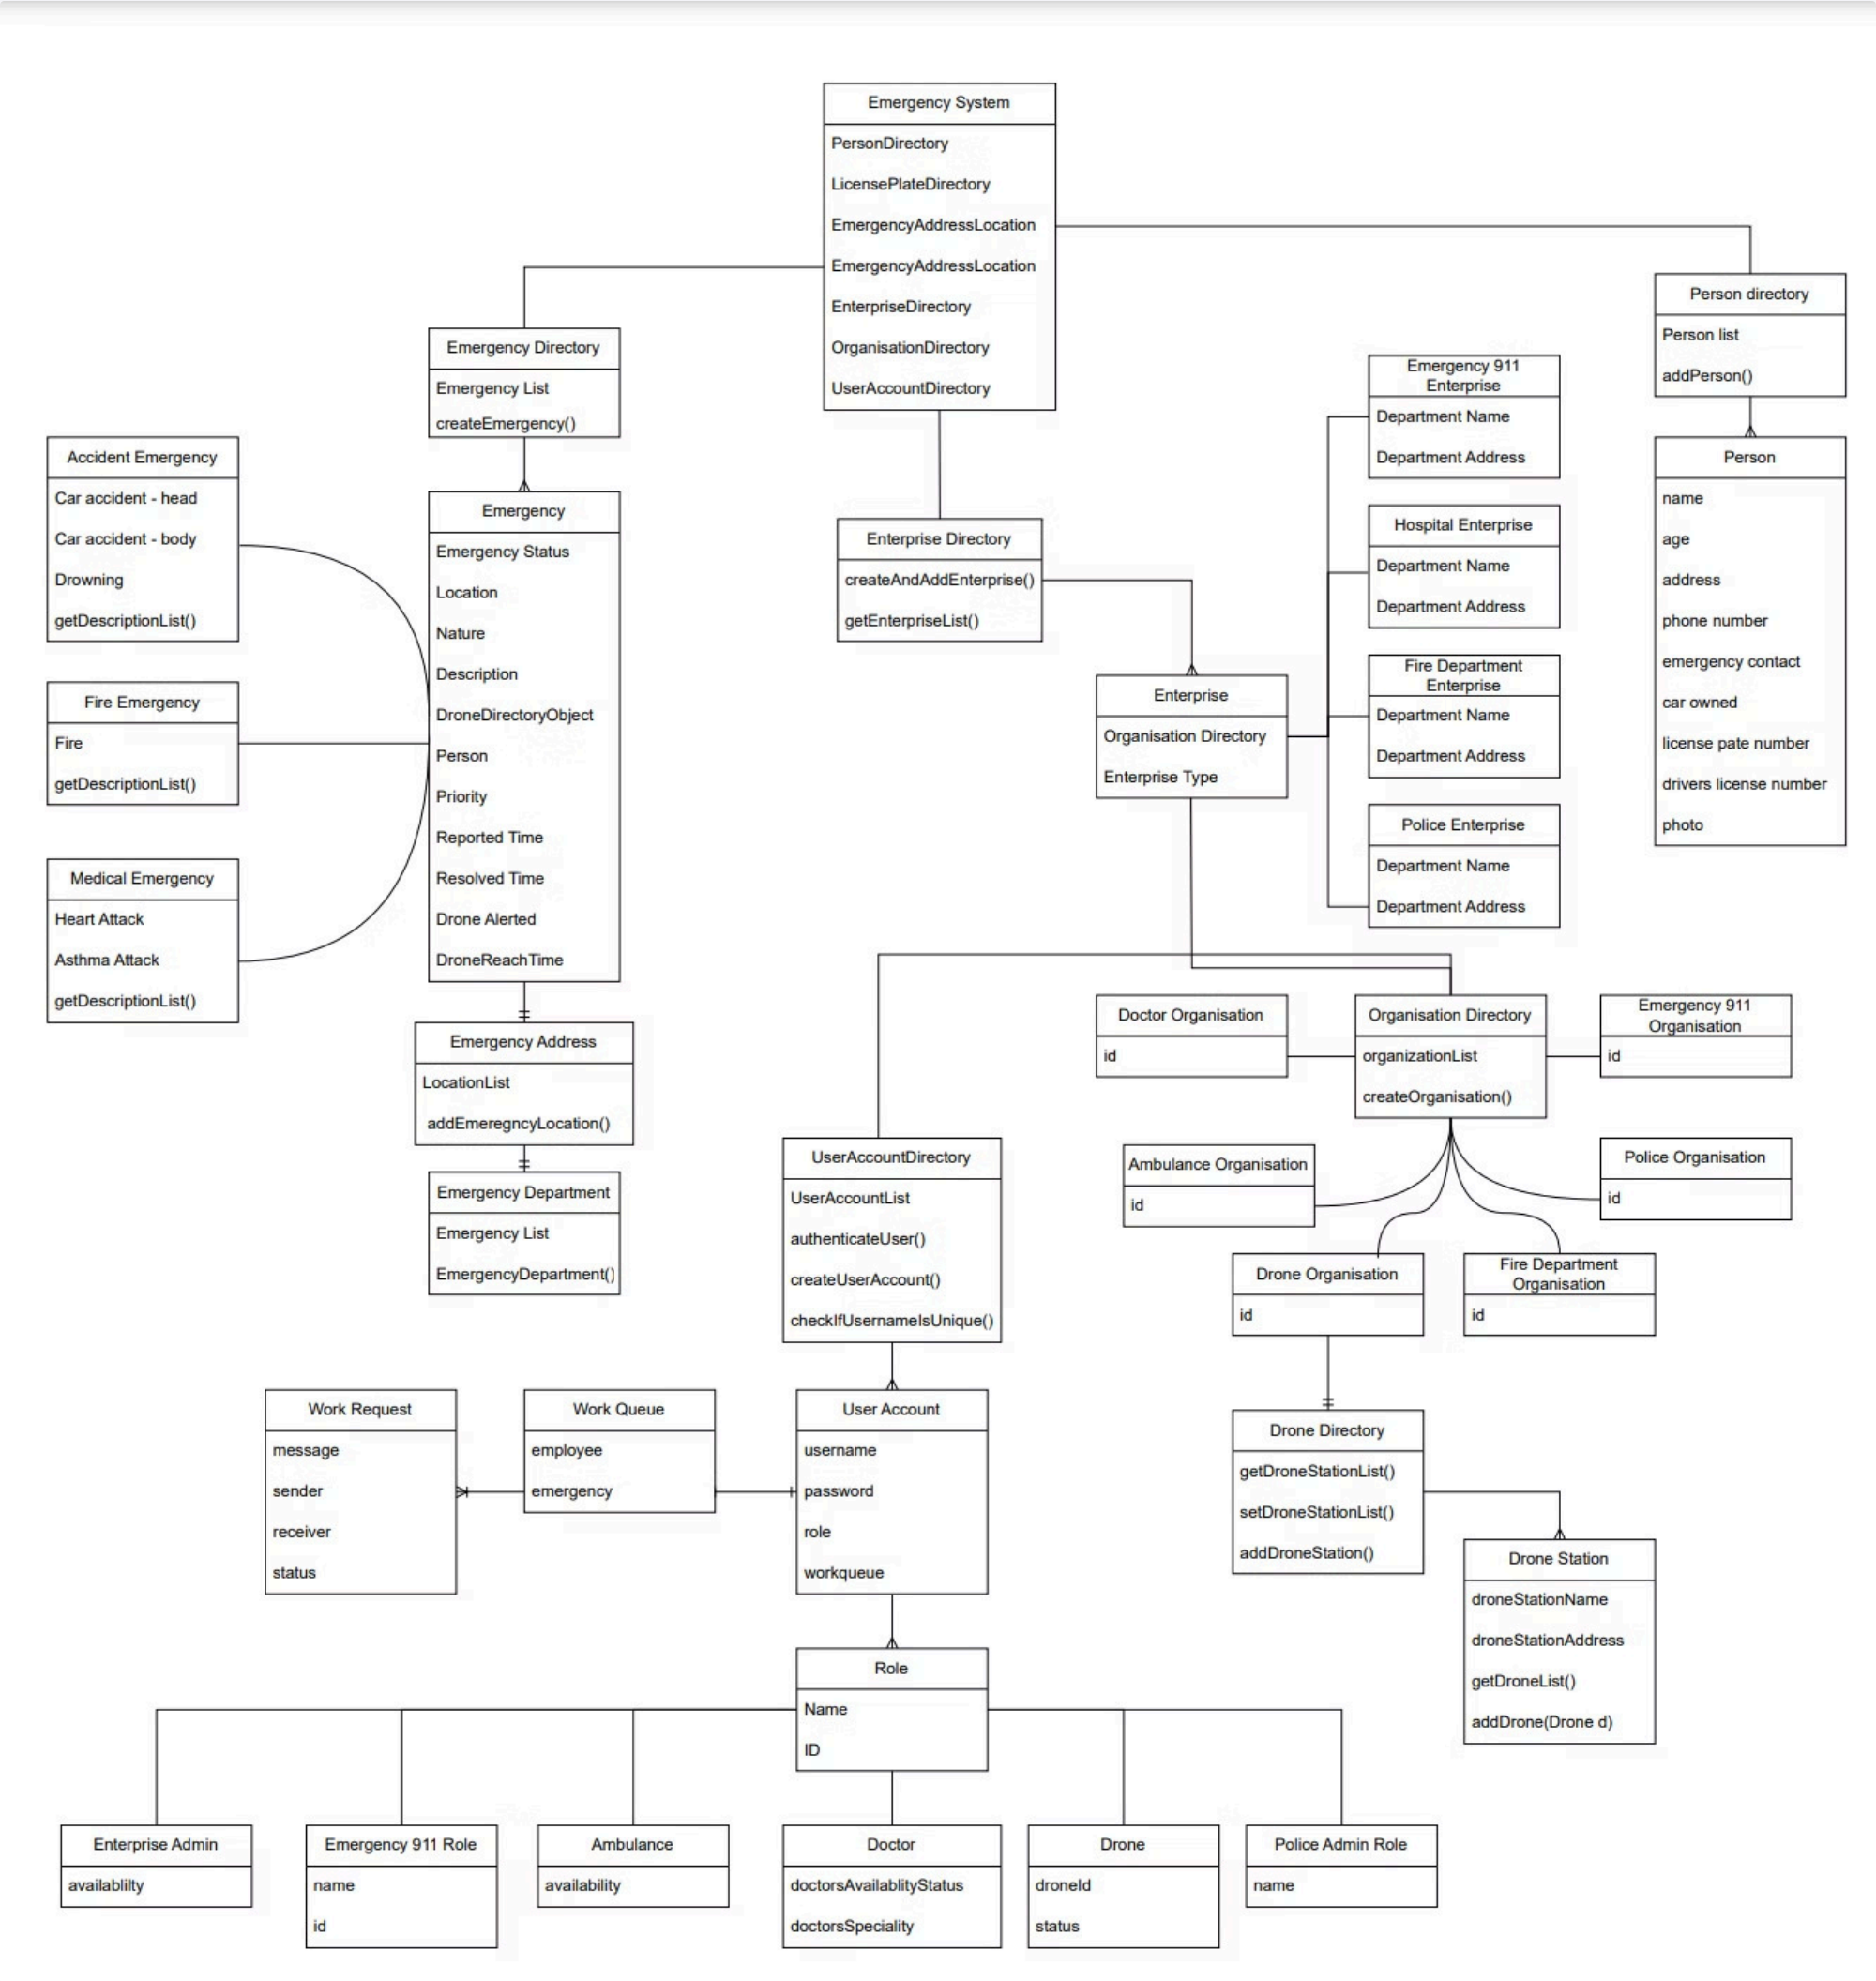 Emergency System
PersonDirectory
LicensePlateDirectory
EmergencyAddressLocation
EmergencyAddressLocation
EnterpriseDirectory
OrganisationDirectory
UserAccountDirectory
Person directory
Person list
addPerson()
Emergency Directory
Emergency List
createEmergency()
Emergency 911
Enterprise
Department Name
Department Address
Accident Emergency
Car accident - head
Car accident - body
Drowning
getDescriptionList()
Emergency
Emergency Status
Location
Nature
Description
DroneDirectoryObject
Person
Priority
Reported Time
Resolved Time
Drone Alerted
DroneReachTime
Enterprise Directory
createAndAddEnterprise()
getEnterpriseList()
Hospital Enterprise
Department Name
Department Address
Person
name
age
address
phone number
emergency contact
car owned
license pate number
drivers license number
photo
Fire Emergency
Fire
getDescriptionList()
Enterprise
Organisation Directory
Enterprise Type
Fire Department
Enterprise
Department Name
Department Address
Police Enterprise
Department Name
Department Address
Medical Emergency
Heart Attack
Asthma Attack
getDescriptionList()
Emergency Address
LocationList
addEmeregncyLocation()
Doctor Organisation
id
Organisation Directory
organizationList
createOrganisation()
Emergency 911
Organisation
id
Emergency Department
Emergency List
EmergencyDepartment()
UserAccountDirectory
UserAccountList
authenticateUser()
createUserAccount()
checkIfUsernameIsUnique()
Ambulance Organisation
id
Police Organisation
id
Drone Organisation
id
Fire Department
Organisation
id
Work Request
message
sender
receiver
status
Work Queue
employee
emergency
User Account
username
password
role
workqueue
Drone Directory
getDroneStationList()
setDroneStationList()
addDroneStation()
Drone Station
droneStationName
droneStationAddress
getDroneList()
addDrone(Drone d)
Role
Name
ID
Enterprise Admin
availablilty
Emergency 911 Role
name
id
Ambulance
availability
Doctor
doctorsAvailablityStatus
doctorsSpeciality
Drone
droneId
status
Police Admin Role
name